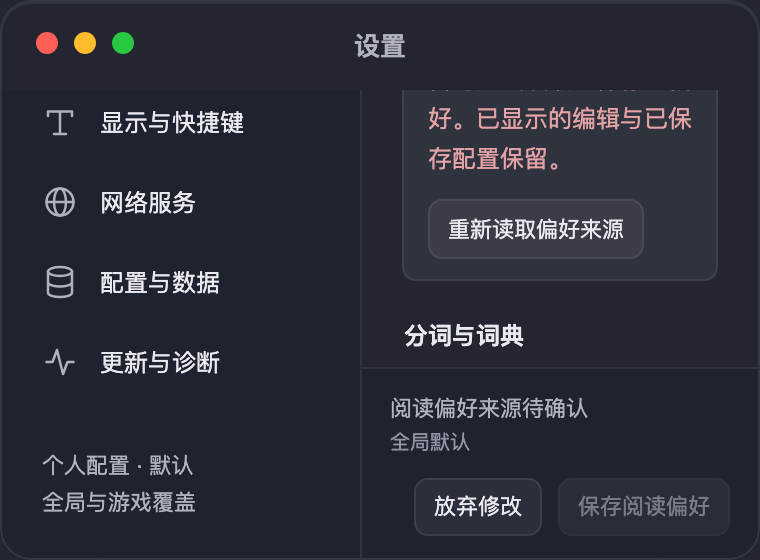 设置
显示与快捷键
网络服务
配置与数据
更新与诊断
个人配置 · 默认
全局与游戏覆盖
好。已显示的编辑与已保
存配置保留。
重新读取偏好来源
分词与词典
阅读偏好来源待确认
全局默认
放弃修改
保存阅读偏好